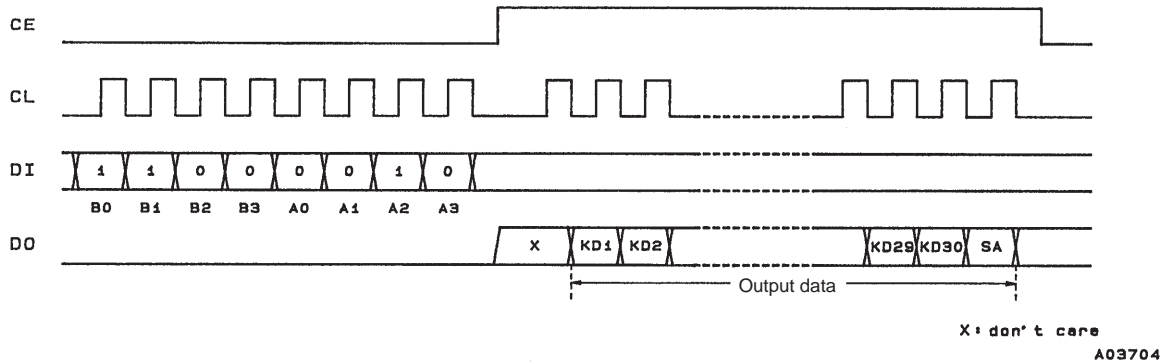 CE
CL
DI 1 1 0 0 0 0 1 0
B0 B1 B2 B3 A0 A1 A2 A3
DO X KD1 KD2 KD29 KD30 SA
Output data
X: don't care
A03704